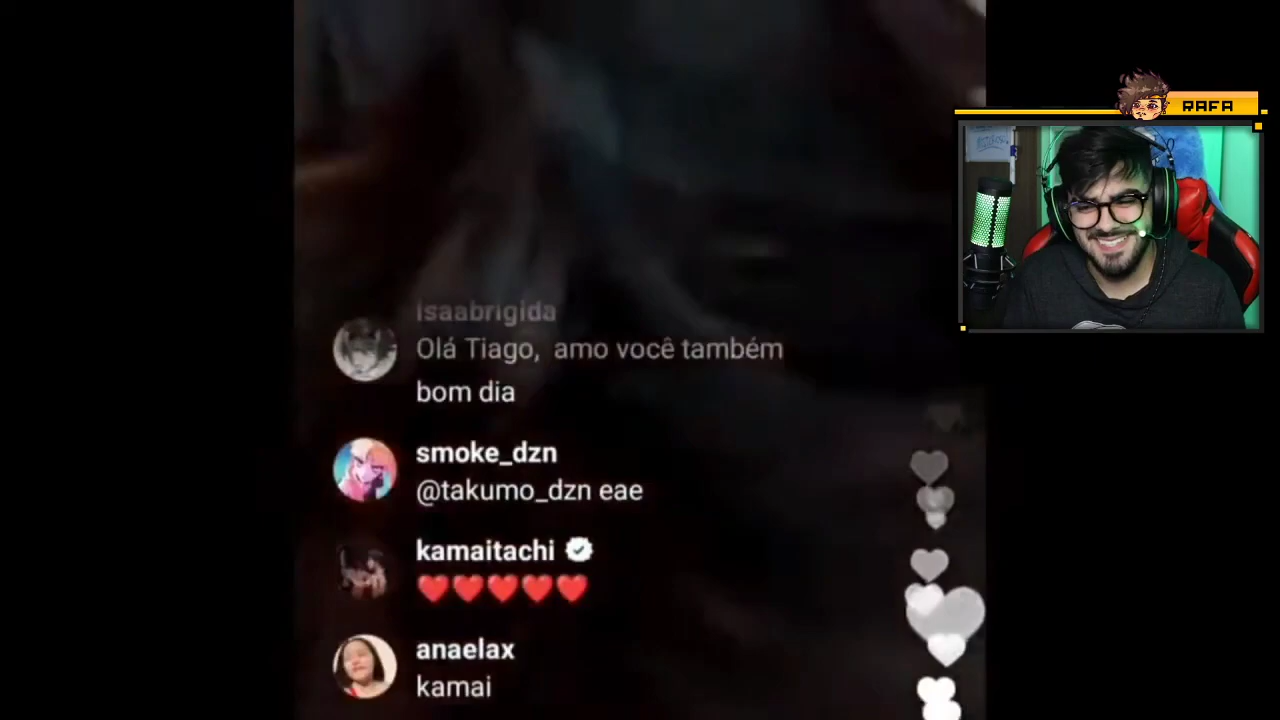 RAFA
isaabrigida
Olá Tiago, amo você também
bom dia
smoke_dzn
@takumo_dzn eae
kamaitachi
❤️❤️❤️❤️❤️
anaelax
kamai